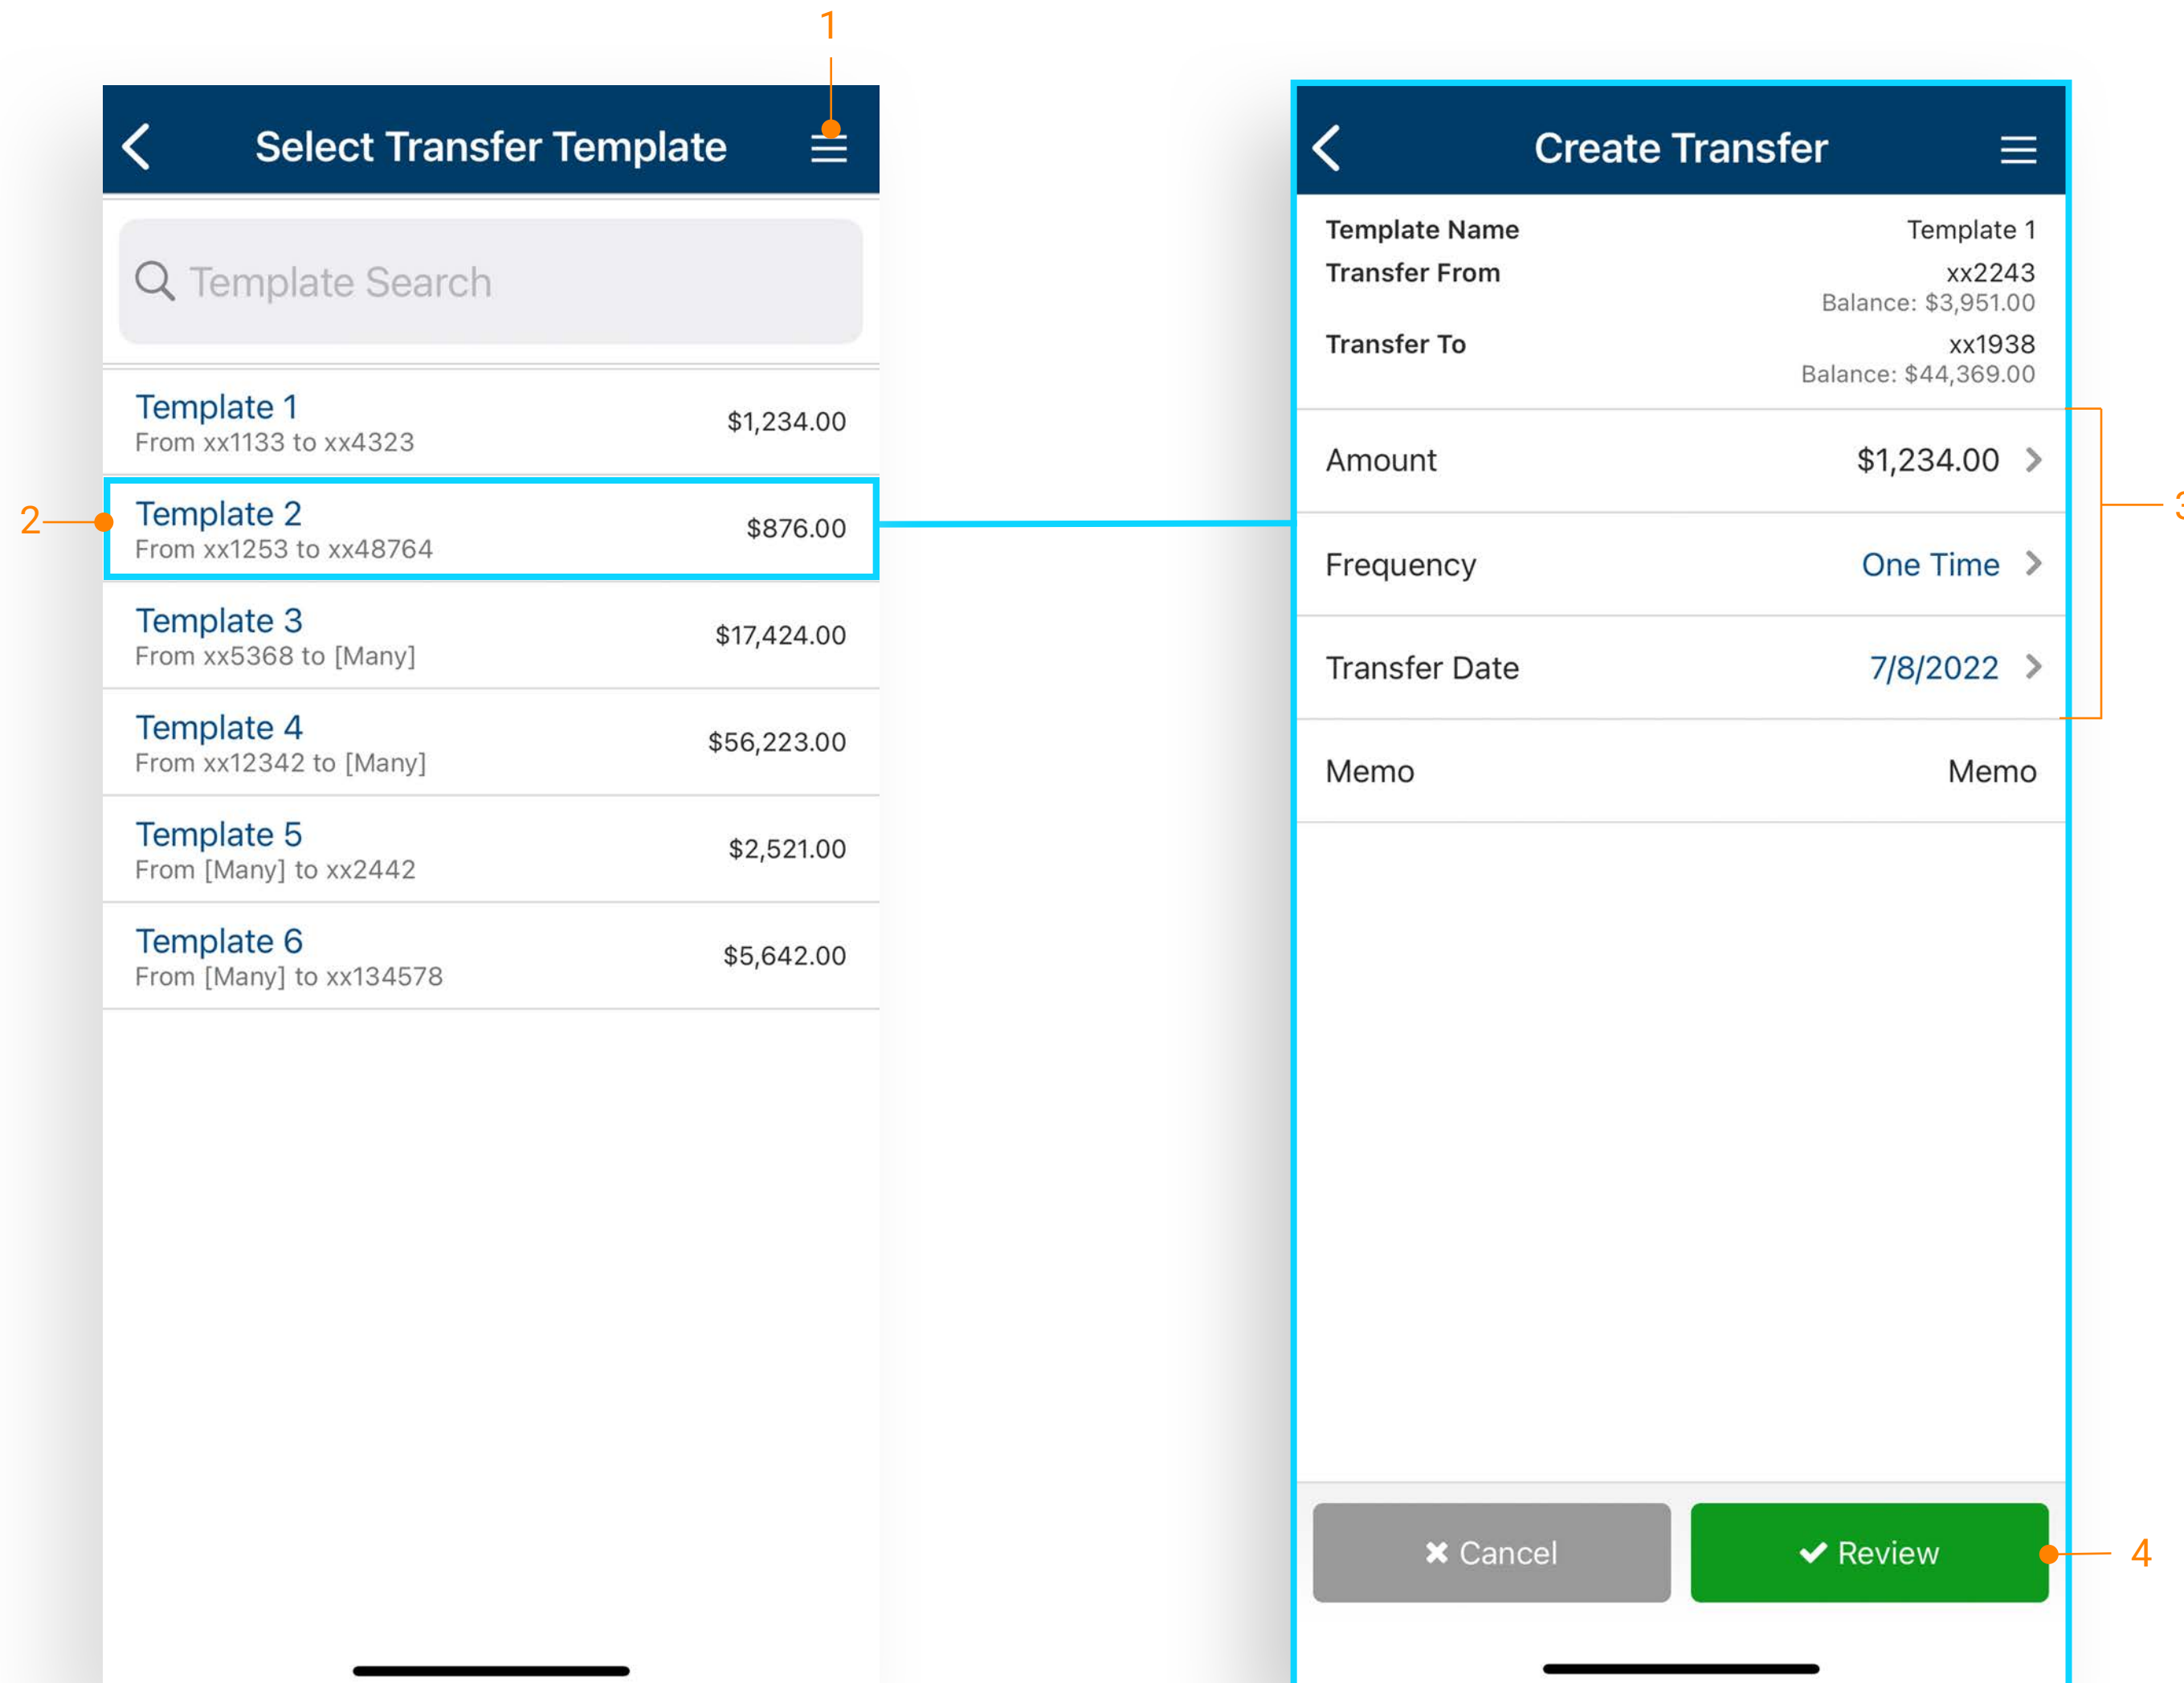 1
Select Transfer Template
Template Search
Template 1
From xx1133 to xx4323
$1,234.00
2
Template 2
From xx1253 to xx48764
$876.00
Template 3
From xx5368 to [Many]
$17,424.00
Template 4
From xx12342 to [Many]
$56,223.00
Template 5
From [Many] to xx2442
$2,521.00
Template 6
From [Many] to xx134578
$5,642.00
Create Transfer
Template Name Template 1
Transfer From xx2243
Balance: $3,951.00
Transfer To xx1938
Balance: $44,369.00
Amount $1,234.00
3
Frequency One Time
Transfer Date 7/8/2022
Memo Memo
Cancel
Review
4